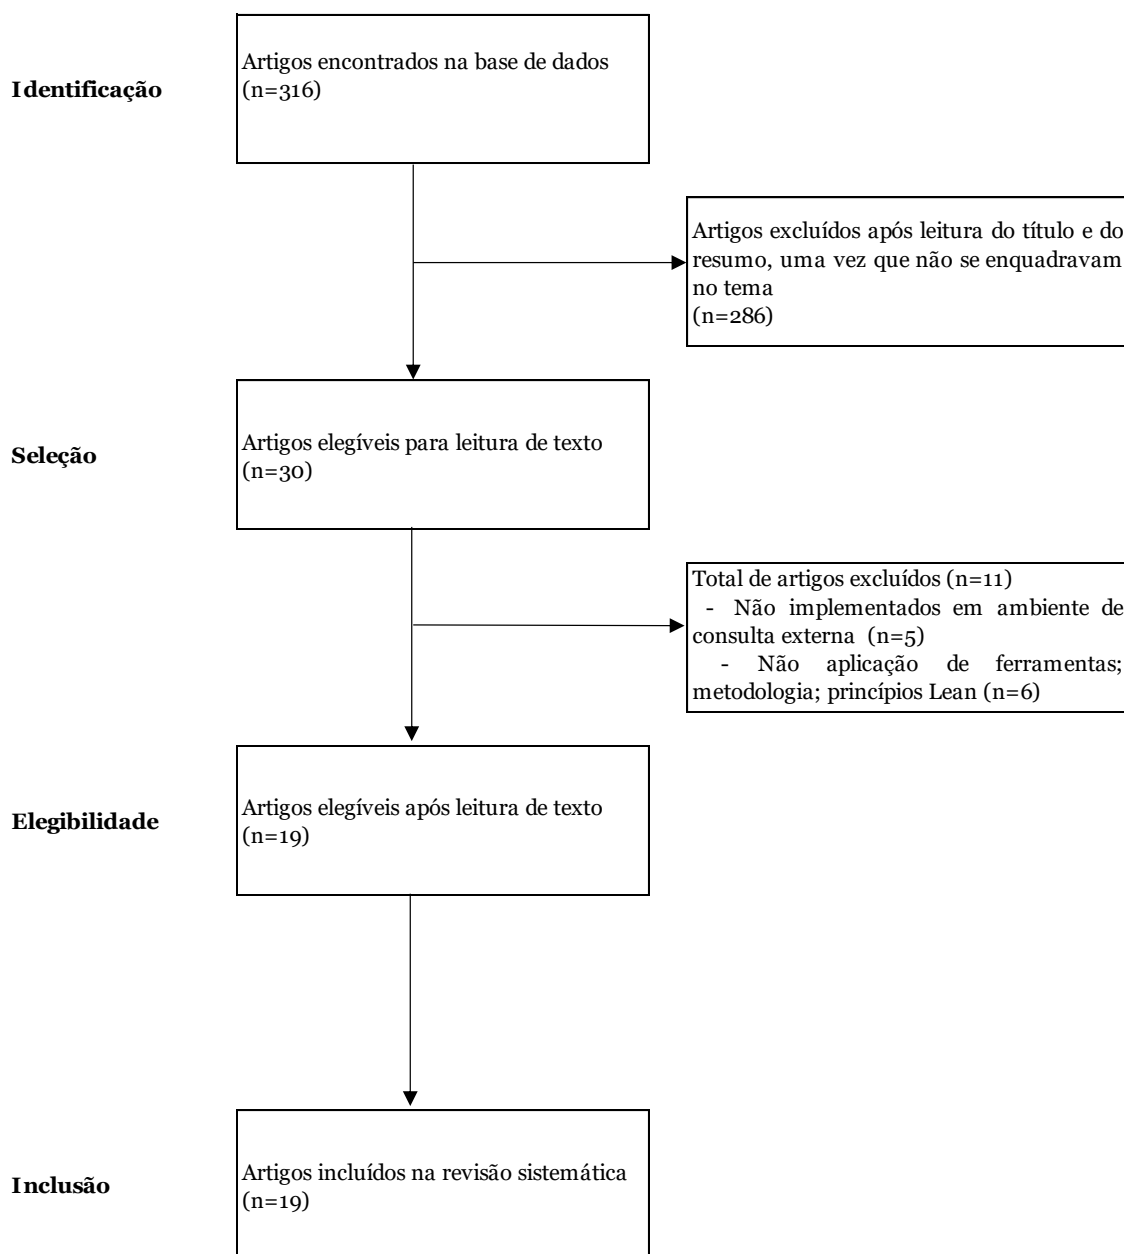 Identificação
Artigos encontrados na base de dados
(n=316)
Artigos excluídos após leitura do título e do
resumo, uma vez que não se enquadravam
no tema
(n=286)
Seleção
Artigos elegíveis para leitura de texto
(n=30)
Total de artigos excluídos (n=11)
- Não implementados em ambiente de
consulta externa (n=5)
- Não aplicação de ferramentas;
metodologia; princípios Lean (n=6)
Elegibilidade
Artigos elegíveis após leitura de texto
(n=19)
Inclusão
Artigos incluídos na revisão sistemática
(n=19)